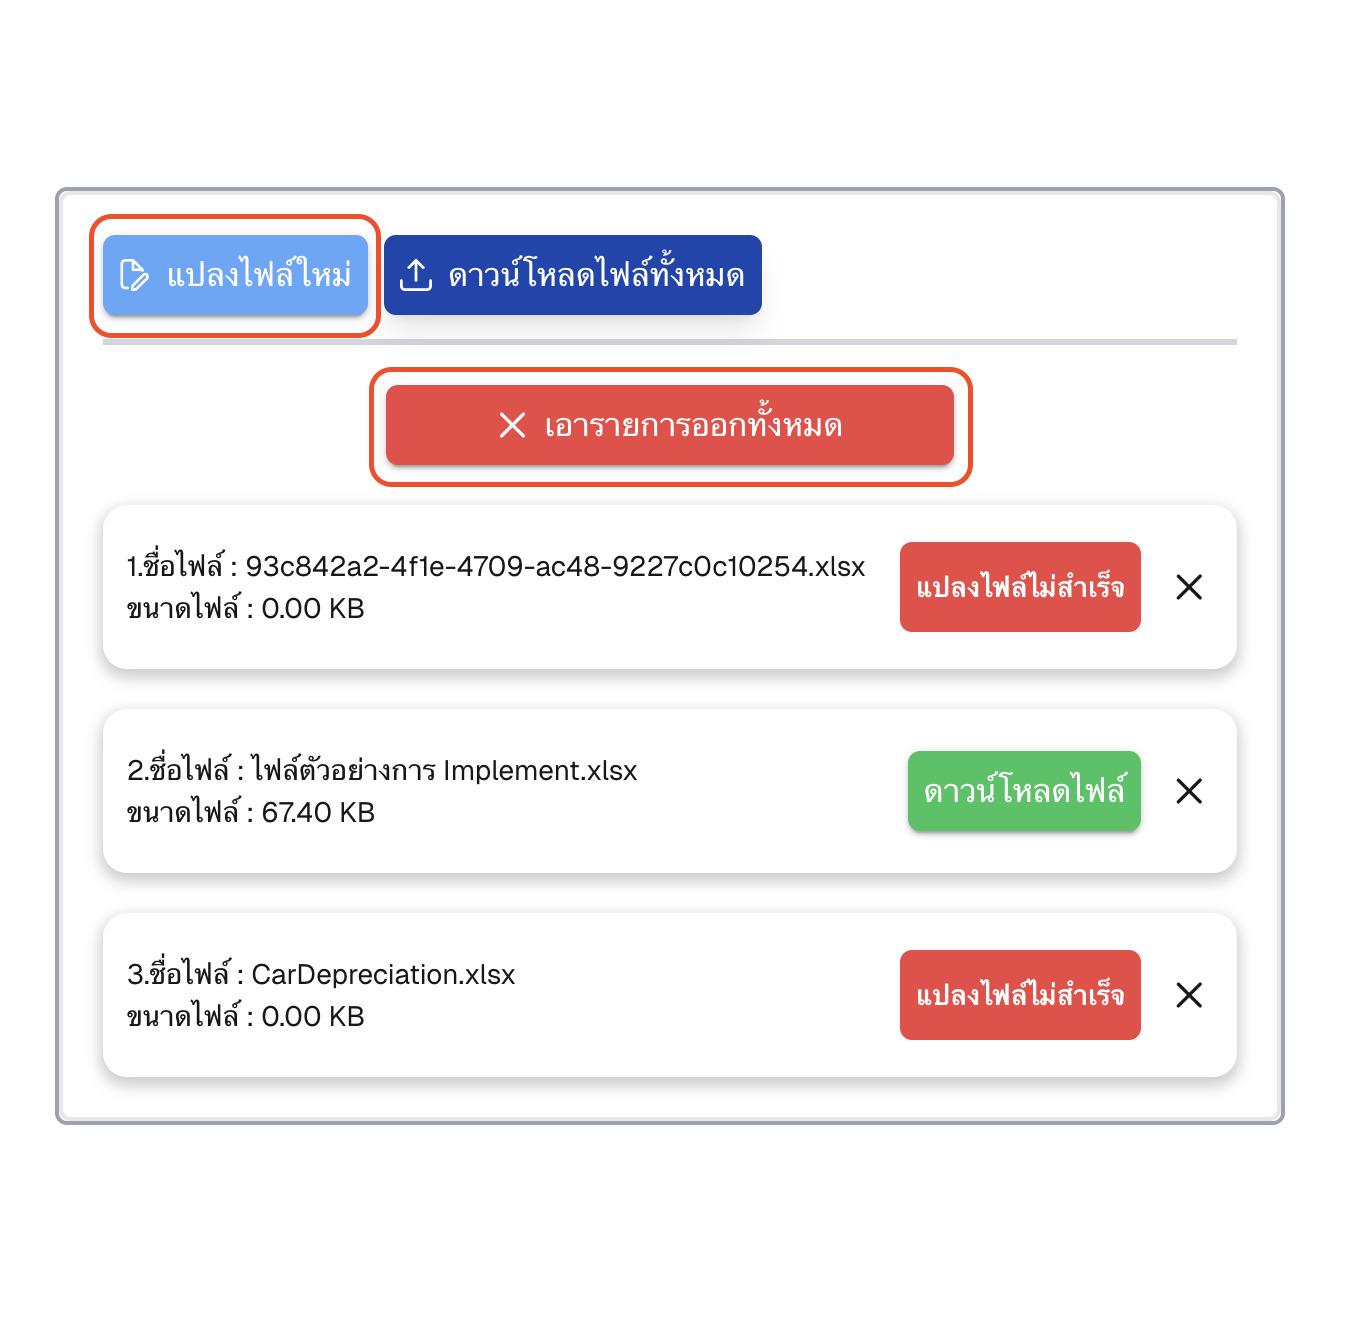 แปลงไฟล์ใหม่
ดาวน์โหลดไฟล์ทั้งหมด
เอารายการออกทั้งหมด
1.ชื่อไฟล์ : 93c842a2-4f1e-4709-ac48-9227c0c10254.xlsx
ขนาดไฟล์ : 0.00 KB
แปลงไฟล์ไม่สำเร็จ
2.ชื่อไฟล์ : ไฟล์ตัวอย่างการ Implement.xlsx
ขนาดไฟล์ : 67.40 KB
ดาวน์โหลดไฟล์
3.ชื่อไฟล์ : CarDepreciation.xlsx
ขนาดไฟล์ : 0.00 KB
แปลงไฟล์ไม่สำเร็จ